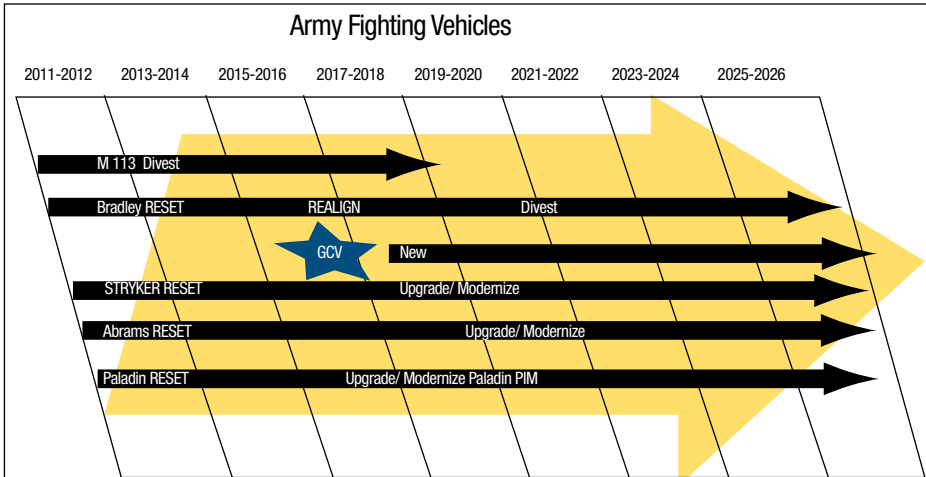 Army Fighting Vehicles
2011-2012 2013-2014 2015-2016 2017-2018 2019-2020 2021-2022 2023-2024 2025-2026
M 113 Divest
Bradley RESET REALIGN Divest
GCV New
STRYKER RESET Upgrade/ Modernize
Abrams RESET Upgrade/ Modernize
Paladin RESET Upgrade/ Modernize Paladin PIM